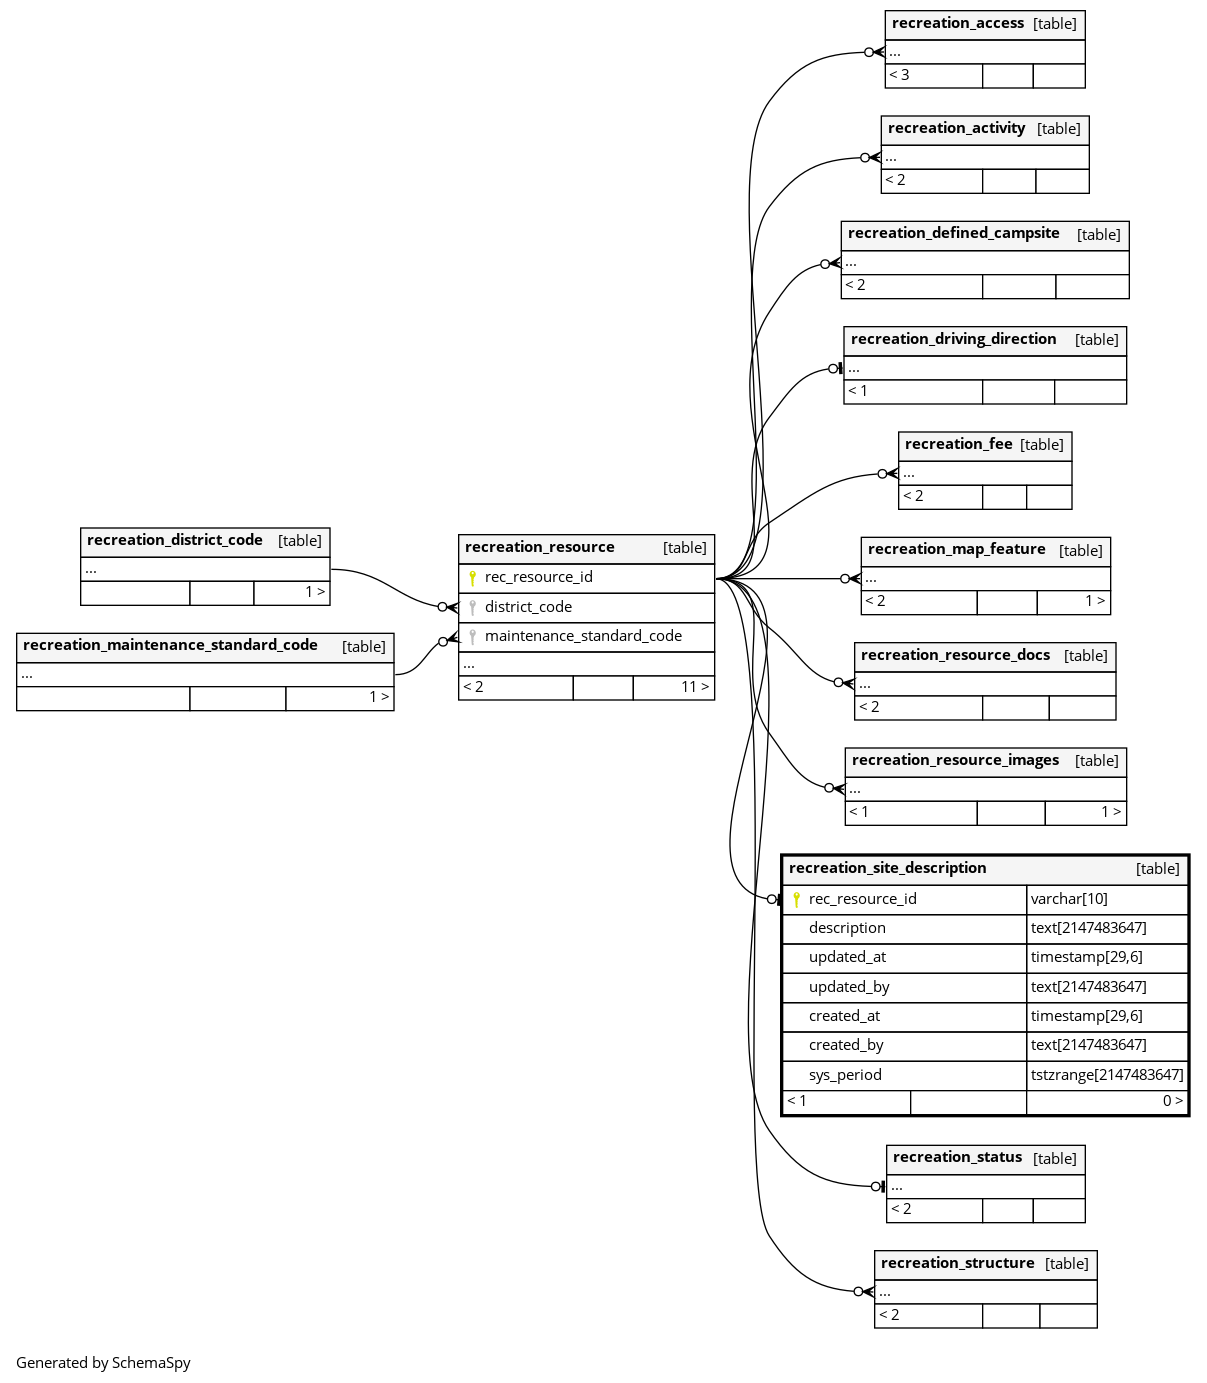 recreation_access [table]
...
< 3
recreation_activity [table]
...
< 2
recreation_defined_campsite [table]
...
< 2
recreation_driving_direction [table]
...
< 1
recreation_fee [table]
...
< 2
recreation_district_code [table]
...
1 >
recreation_maintenance_standard_code [table]
...
1 >
recreation_resource [table]
rec_resource_id
district_code
maintenance_standard_code
...
< 2 11 >
recreation_map_feature [table]
...
< 2 1 >
recreation_resource_docs [table]
...
< 2
recreation_resource_images [table]
...
< 1 1 >
recreation_site_description [table]
rec_resource_id varchar[10]
description text[2147483647]
updated_at timestamp[29,6]
updated_by text[2147483647]
created_at timestamp[29,6]
created_by text[2147483647]
sys_period tstzrange[2147483647]
< 1 0 >
recreation_status [table]
...
< 2
recreation_structure [table]
...
< 2
Generated by SchemaSpy